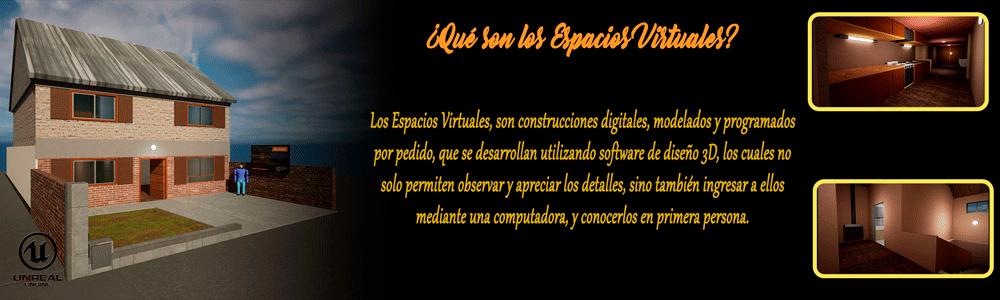 ¿Qué son los Espacios Virtuales?
Los Espacios Virtuales, son construcciones digitales, modelados y programados
por pedido, que se desarrollan utilizando software de diseño 3D, los cuales no
solo permiten observar y apreciar los detalles, sino también ingresar a ellos
mediante una computadora, y conocerlos en primera persona.
UNREAL
ENGINE